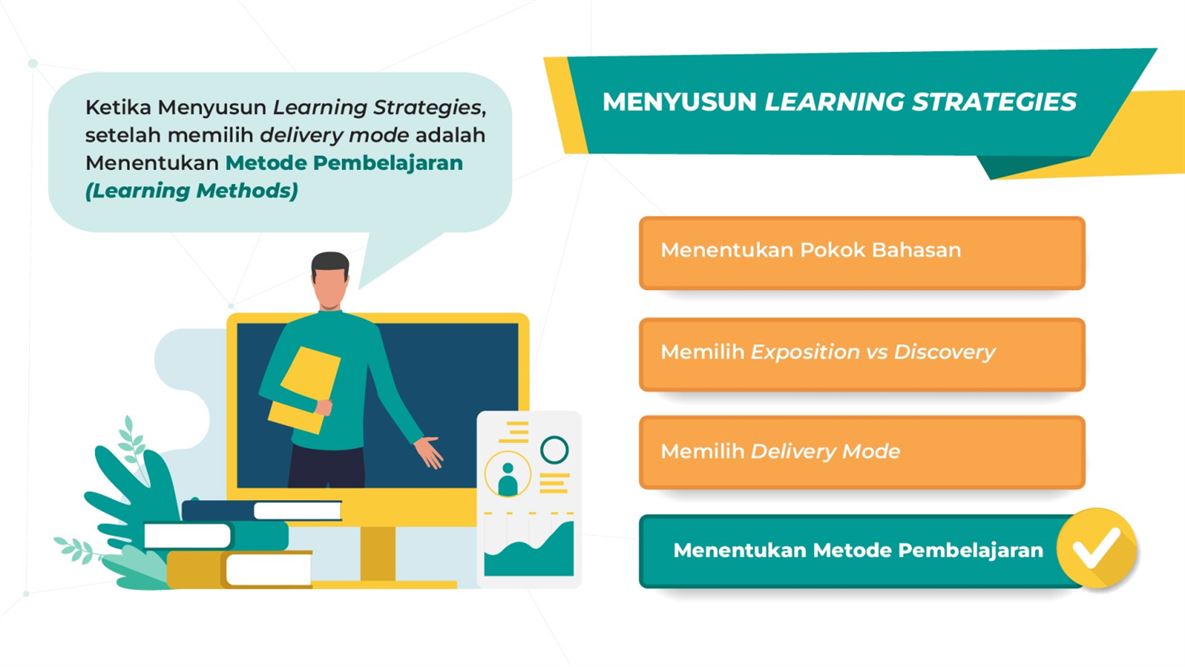 Ketika Menyusun Learning Strategies,
setelah memilih delivery mode adalah
Menentukan Metode Pembelajaran
(Learning Methods)
MENYUSUN LEARNING STRATEGIES
Menentukan Pokok Bahasan
Memilih Exposition vs Discovery
Memilih Delivery Mode
Menentukan Metode Pembelajaran